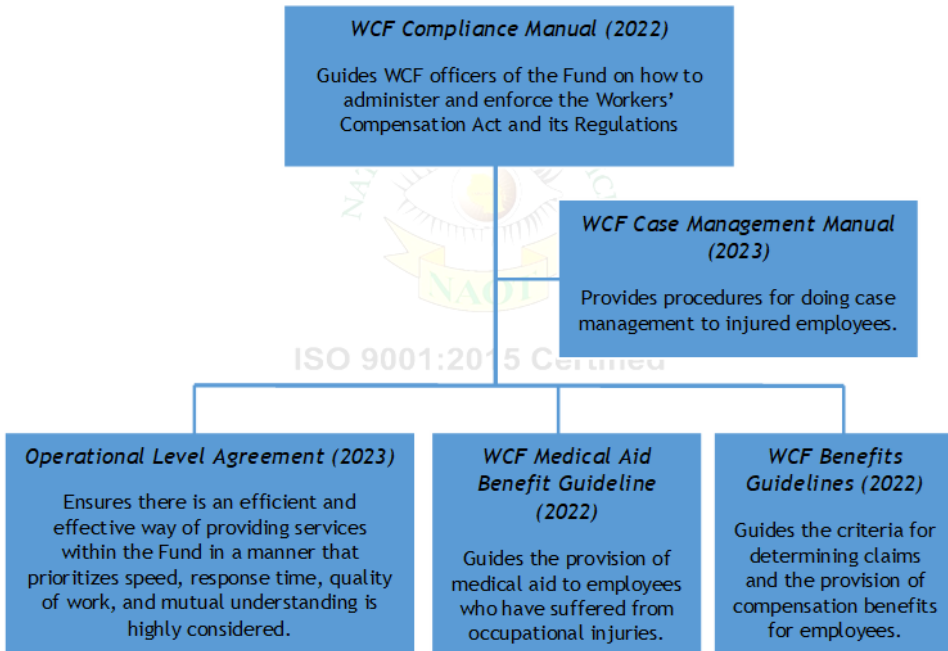 WCF Compliance Manual (2022)
Guides WCF officers of the Fund on how to
administer and enforce the Workers’
Compensation Act and its Regulations
WCF Case Management Manual
(2023)
Provides procedures for doing case
management to injured employees.
NAOT
ISO 9001:2015 Certified
Operational Level Agreement (2023)
Ensures there is an efficient and
effective way of providing services
within the Fund in a manner that
prioritizes speed, response time, quality
of work, and mutual understanding is
highly considered.
WCF Medical Aid
Benefit Guideline
(2022)
Guides the provision of
medical aid to employees
who have suffered from
occupational injuries.
WCF Benefits
Guidelines (2022)
Guides the criteria for
determining claims
and the provision of
compensation benefits
for employees.